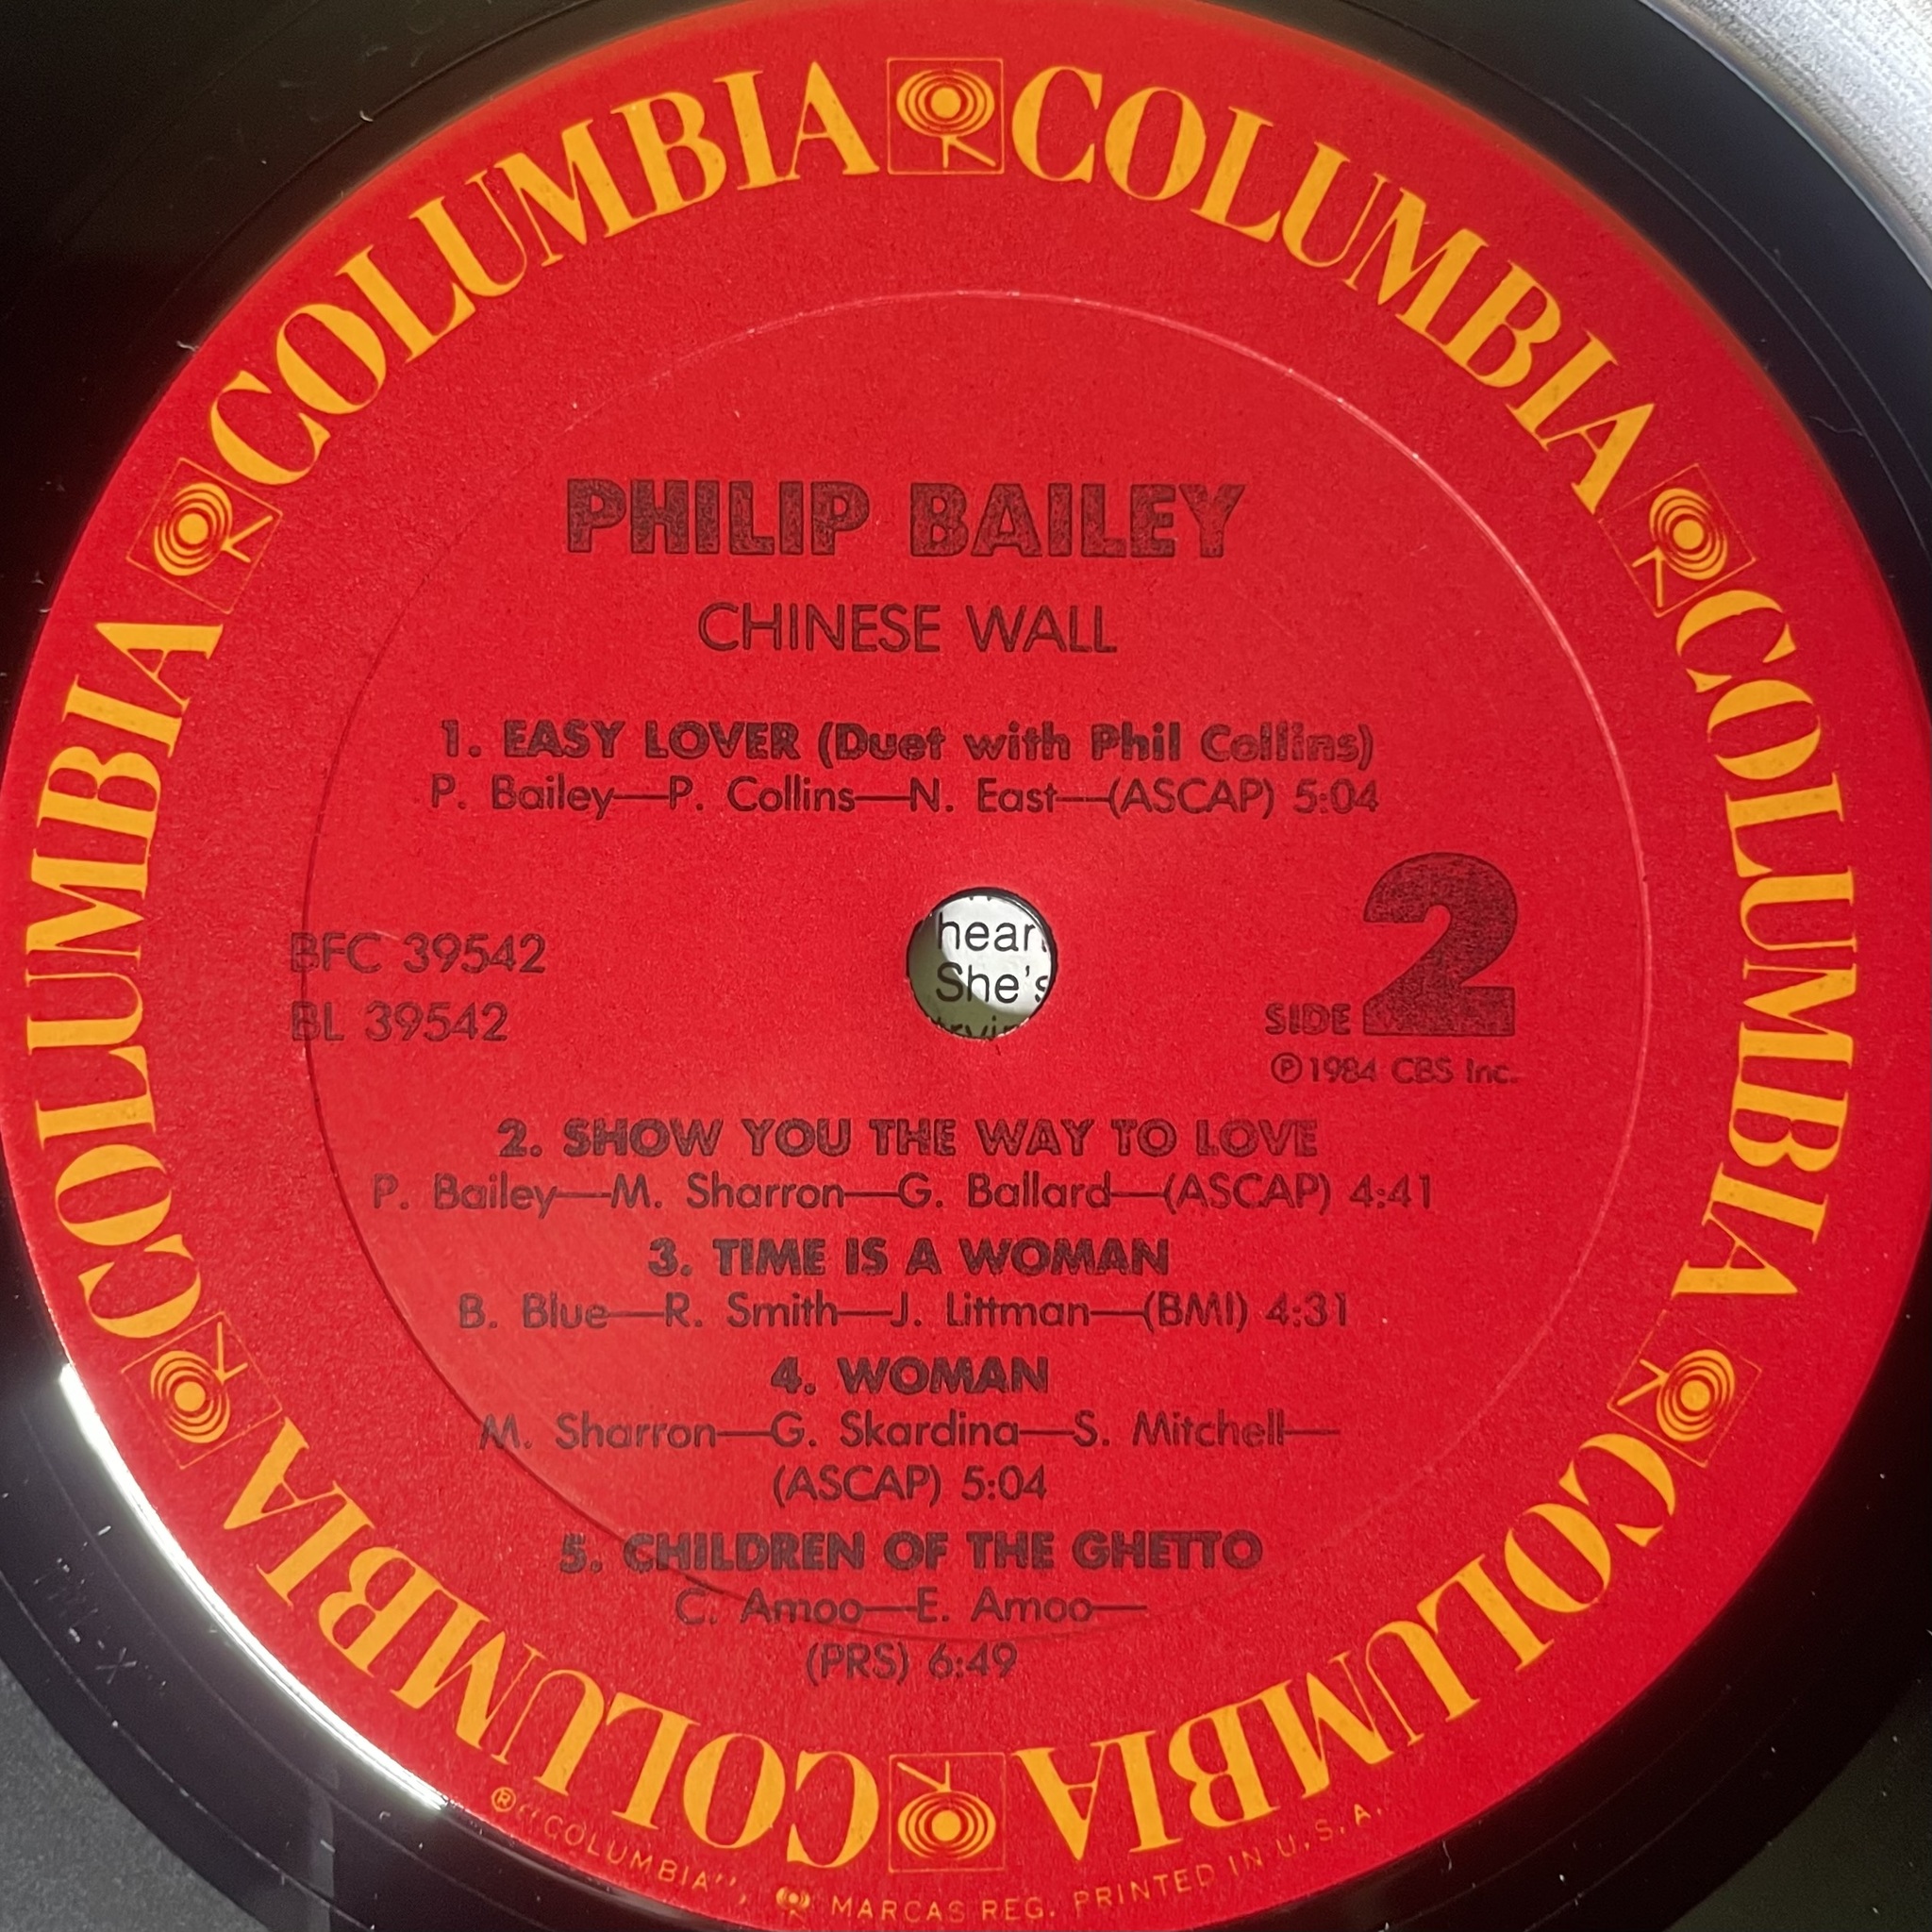 COLUMBIA COLUMBIA COLUMBIA COLUMBIA COLUMBIA COLUMBIA
PHILIP BAILEY
CHINESE WALL
1. EASY LOVER (Duet with Phil Collins)
P. Bailey—P. Collins—N. East—(ASCAP) 5:04
BFC 39542
BL 39542
hear
She's
SIDE 2
℗1984 CBS Inc.
2. SHOW YOU THE WAY TO LOVE
P. Bailey—M. Sharron—G. Ballard—(ASCAP) 4:41
3. TIME IS A WOMAN
B. Blue—R. Smith—J. Littman—(BMI) 4:31
4. WOMAN
M. Sharron—G. Skardina—S. Mitchell—
(ASCAP) 5:04
5. CHILDREN OF THE GHETTO
C. Amoo—E. Amoo—
(PRS) 6:49
® "COLUMBIA", MARCAS REG. PRINTED IN U.S.A.